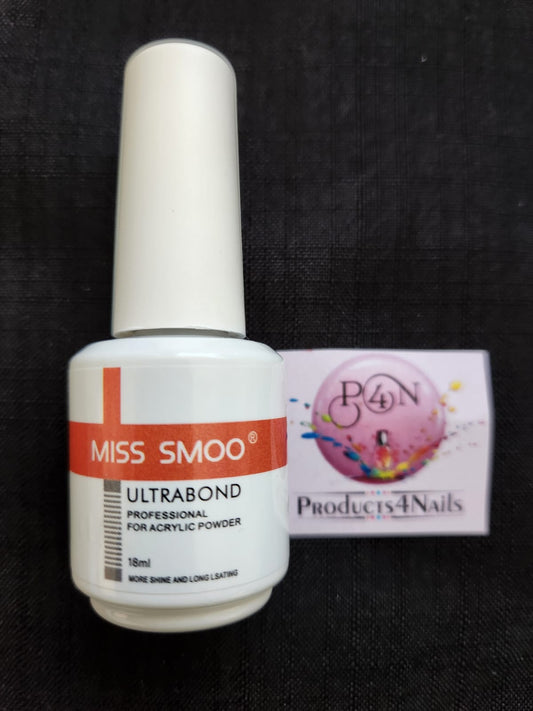 MISS SMOO®
ULTRABOND
PROFESSIONAL
FOR ACRYLIC POWDER
18ml
MORE SHINE AND LONG LSATING
P4N
Products4Nails